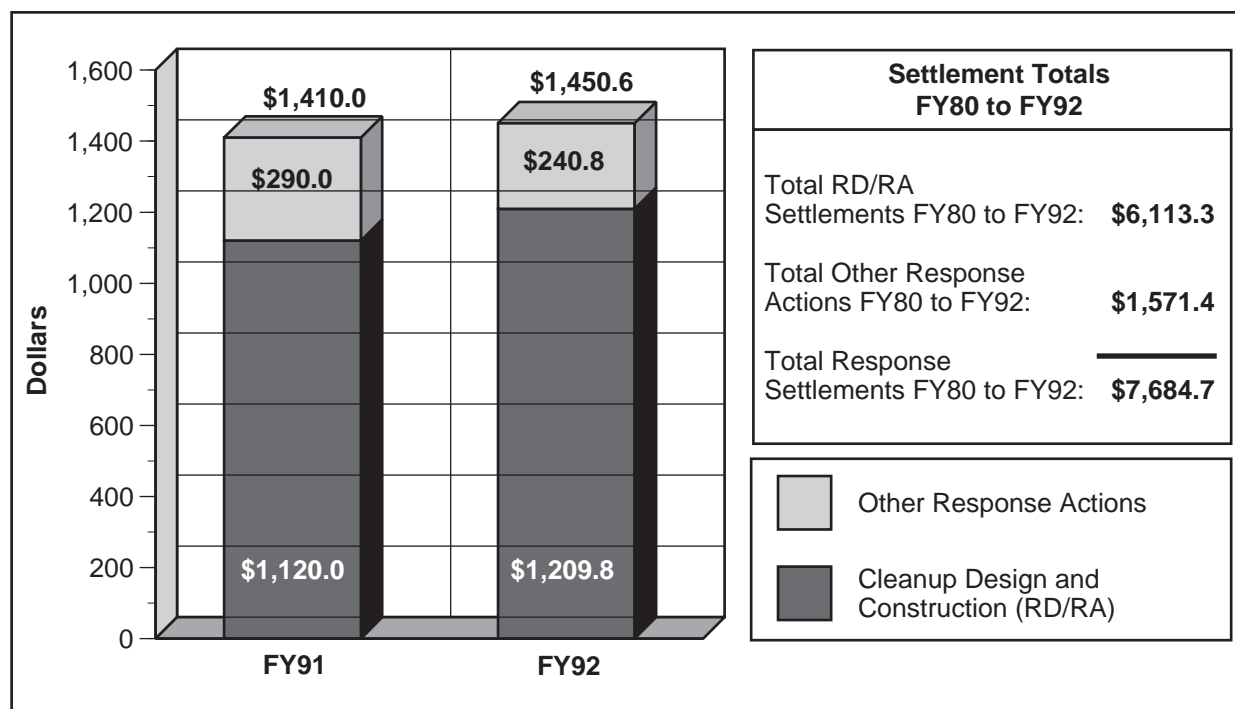 Dollars
1,600
1,400
1,200
1,000
800
600
400
200
0
$1,410.0
$290.0
$1,120.0
FY91
$1,450.6
$240.8
$1,209.8
FY92
Settlement Totals
FY80 to FY92
Total RD/RA
Settlements FY80 to FY92: $6,113.3
Total Other Response
Actions FY80 to FY92: $1,571.4
Total Response
Settlements FY80 to FY92: $7,684.7
Other Response Actions
Cleanup Design and
Construction (RD/RA)